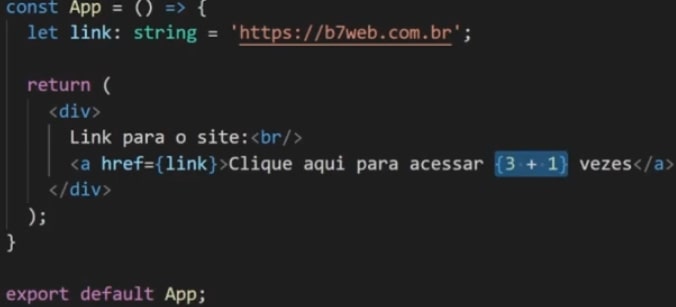 const App = () => {
let link: string = 'https://b7web.com.br';
return (
<div>
Link para o site:<br/>
<a href={link}>Clique aqui para acessar {3 + 1} vezes</a>
</div>
);
}
export default App;